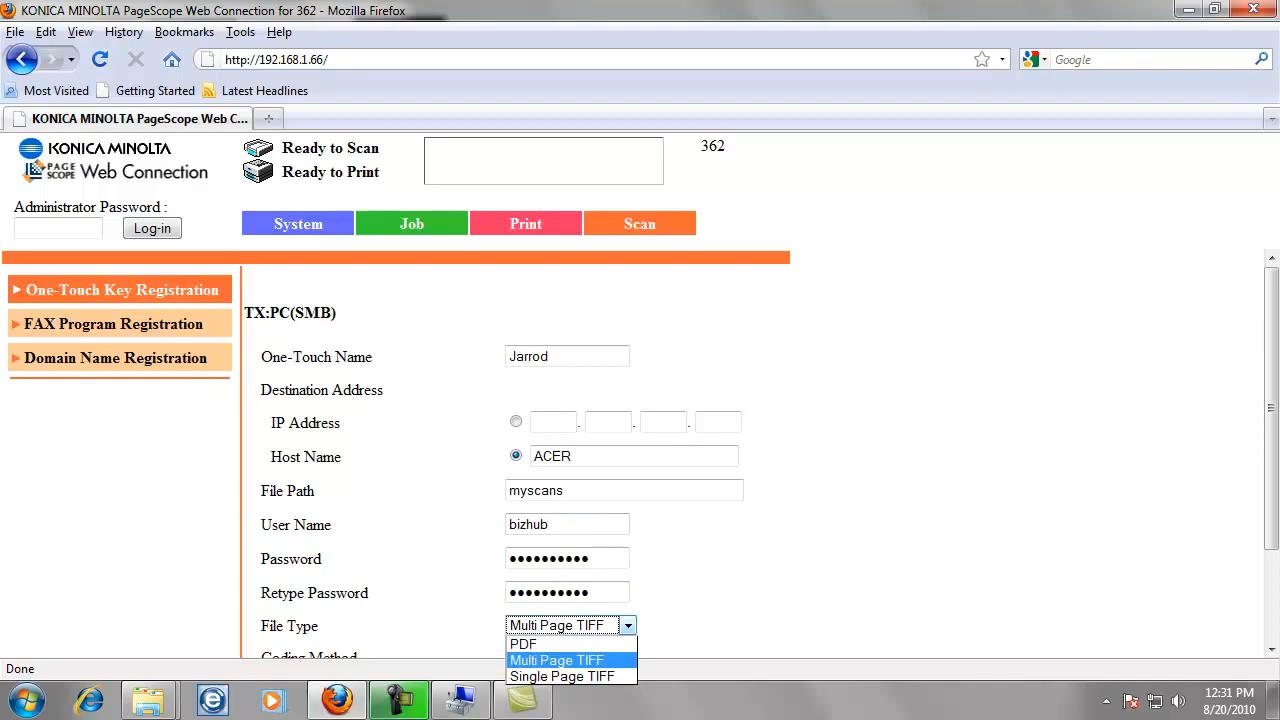 KONICA MINOLTA PageScope Web Connection for 362 - Mozilla Firefox
File Edit View History Bookmarks Tools Help
http://192.168.1.66/
Google
Most Visited Getting Started Latest Headlines
KONICA MINOLTA PageScope Web C...
KONICA MINOLTA
PAGE SCOPE Web Connection
Ready to Scan
Ready to Print
362
Administrator Password :
Log-in
System Job Print Scan
One-Touch Key Registration
FAX Program Registration
Domain Name Registration
TX:PC(SMB)
One-Touch Name Jarrod
Destination Address
IP Address . . .
Host Name ACER
File Path myscans
User Name bizhub
Password ●●●●●●●●●●
Retype Password ●●●●●●●●●●
File Type Multi Page TIFF
PDF
Multi Page TIFF
Single Page TIFF
Coding Method
Done
12:31 PM
8/20/2010